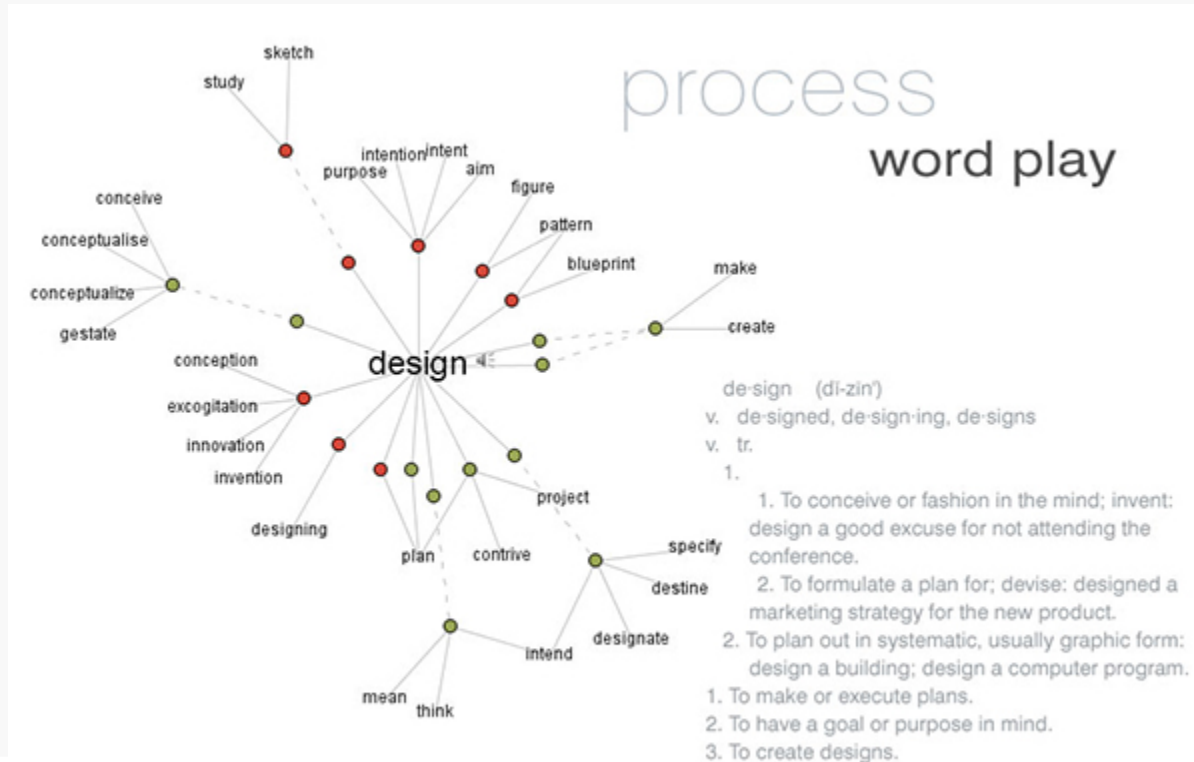 process
word play
sketch
study
intention intent
purpose
aim
figure
pattern
blueprint
conceive
conceptualise
conceptualize
gestate
make
create
design
conception
excogitation
innovation
invention
designing
plan
contrive
project
specify
destine
designate
intend
mean
think
de·sign (dĭ-zīn')
v. de·signed, de·sign·ing, de·signs
v. tr.
1.
1. To conceive or fashion in the mind; invent:
design a good excuse for not attending the
conference.
2. To formulate a plan for; devise: designed a
marketing strategy for the new product.
2. To plan out in systematic, usually graphic form:
design a building; design a computer program.
1. To make or execute plans.
2. To have a goal or purpose in mind.
3. To create designs.